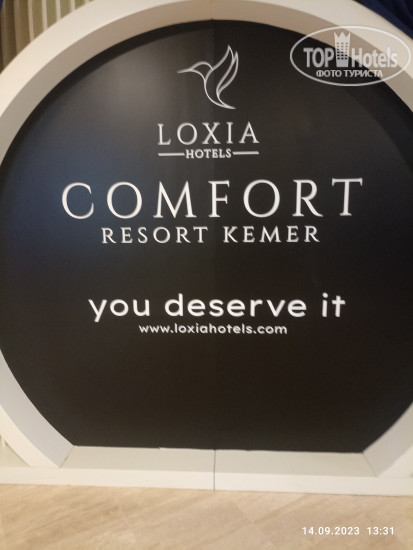 TOP Hotels
ФОТО ТУРИСТА
LOXIA
HOTELS
COMFORT
RESORT KEMER
you deserve it
www.loxiahotels.com
14.09.2023 13:31